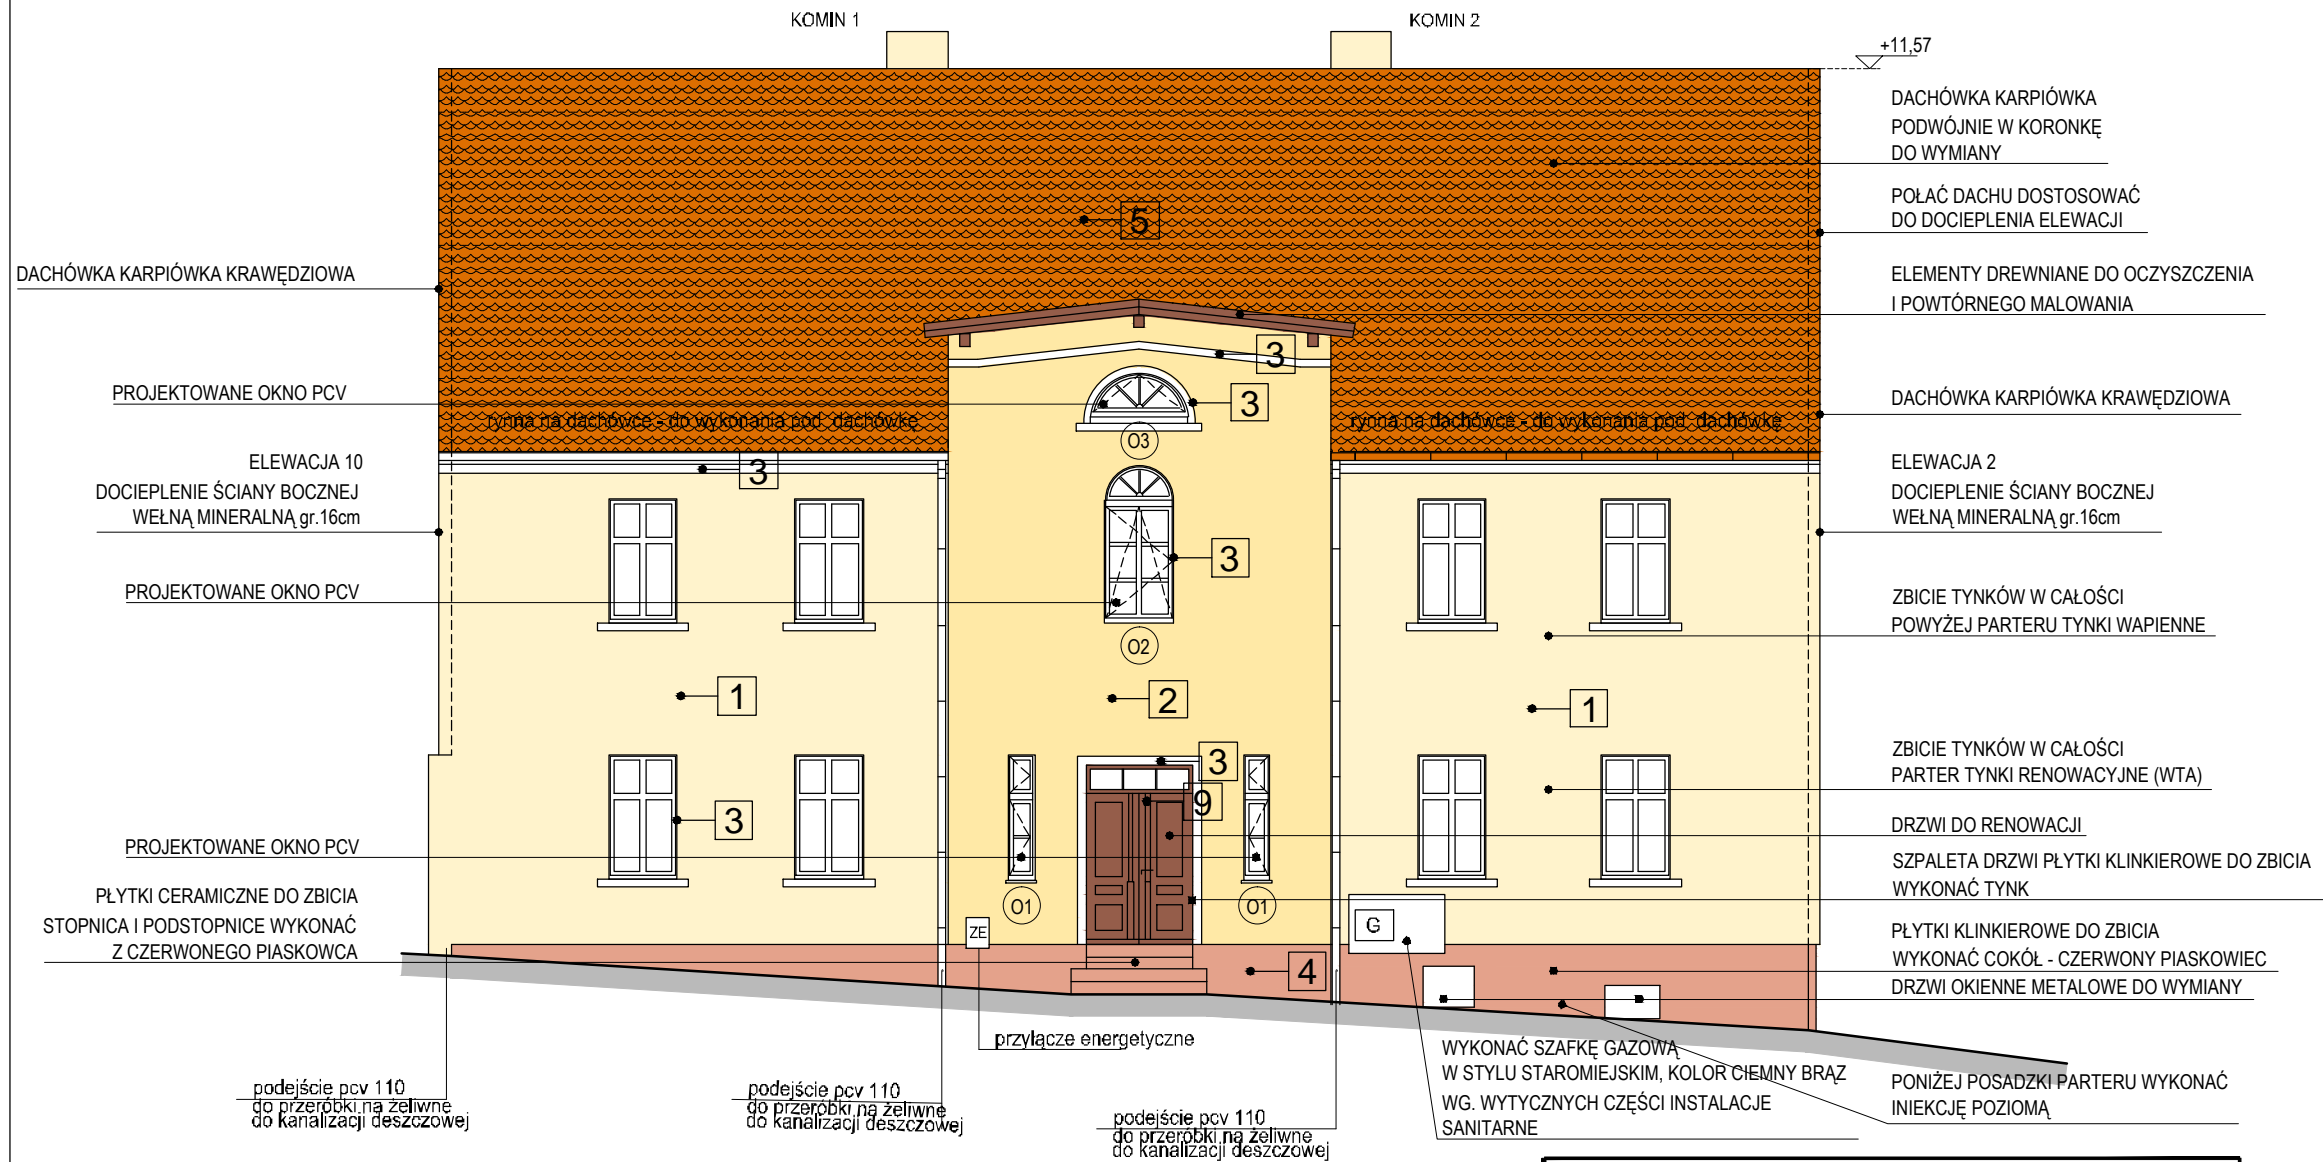 KOMIN 1
KOMIN 2
+11,57
DACHÓWKA KARPIÓWKA
PODWÓJNIE W KORONKĘ
DO WYMIANY
POŁAĆ DACHU DOSTOSOWAĆ
DO DOCIEPLENIA ELEWACJI
5
DACHÓWKA KARPIÓWKA KRAWĘDZIOWA
ELEMENTY DREWNIANE DO OCZYSZCZENIA
I POWTÓRNEGO MALOWANIA
3
PROJEKTOWANE OKNO PCV
3
DACHÓWKA KARPIÓWKA KRAWĘDZIOWA
rynna na dachówce - do wykonania pod dachówkę
rynna na dachówce - do wykonania pod dachówkę
O3
3
ELEWACJA 10
DOCIEPLENIE ŚCIANY BOCZNEJ
WEŁNĄ MINERALNĄ gr.16cm
ELEWACJA 2
DOCIEPLENIE ŚCIANY BOCZNEJ
WEŁNĄ MINERALNĄ gr.16cm
3
PROJEKTOWANE OKNO PCV
O2
ZBICIE TYNKÓW W CAŁOŚCI
POWYŻEJ PARTERU TYNKI WAPIENNE
1
2
1
3
ZBICIE TYNKÓW W CAŁOŚCI
PARTER TYNKI RENOWACYJNE (WTA)
9
3
DRZWI DO RENOWACJI
PROJEKTOWANE OKNO PCV
SZPALETA DRZWI PŁYTKI KLINKIEROWE DO ZBICIA
WYKONAĆ TYNK
O1
O1
PŁYTKI CERAMICZNE DO ZBICIA
STOPNICA I PODSTOPNICE WYKONAĆ
Z CZERWONEGO PIASKOWCA
ZE
G
PŁYTKI KLINKIEROWE DO ZBICIA
WYKONAĆ COKÓŁ - CZERWONY PIASKOWIEC
DRZWI OKIENNE METALOWE DO WYMIANY
4
przyłącze energetyczne
WYKONAĆ SZAFKĘ GAZOWĄ
W STYLU STAROMIEJSKIM, KOLOR CIEMNY BRĄZ
WG. WYTYCZNYCH CZĘŚCI INSTALACJE
SANITARNE
PONIŻEJ POSADZKI PARTERU WYKONAĆ
INIEKCJĘ POZIOMĄ
podejście pcv 110
do przeróbki na żeliwne
do kanalizacji deszczowej
podejście pcv 110
do przeróbki na żeliwne
do kanalizacji deszczowej
podejście pcv 110
do przeróbki na żeliwne
do kanalizacji deszczowej